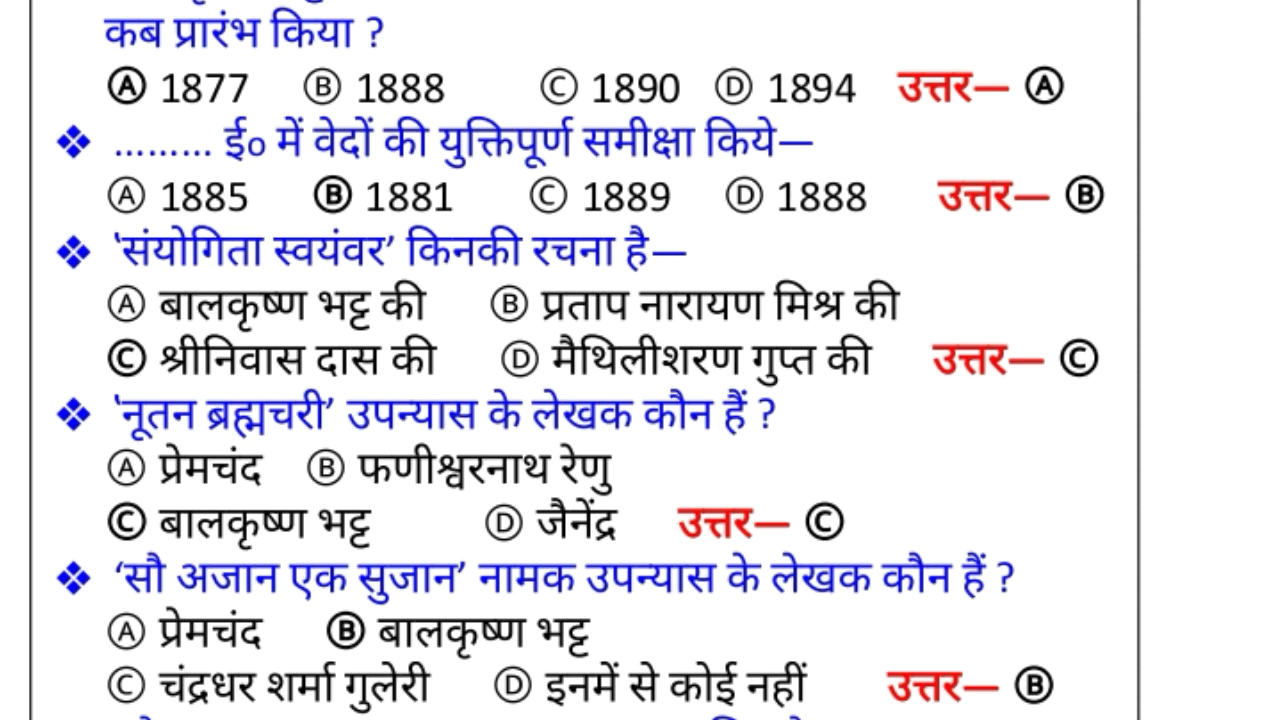 कब प्रारंभ किया ?
Ⓐ 1877 Ⓑ 1888 Ⓒ 1890 Ⓓ 1894 उत्तर— Ⓐ
❖ ......... ई० में वेदों की युक्तिपूर्ण समीक्षा किये—
Ⓐ 1885 Ⓑ 1881 Ⓒ 1889 Ⓓ 1888 उत्तर— Ⓑ
❖ ‘संयोगिता स्वयंवर’ किनकी रचना है—
Ⓐ बालकृष्ण भट्ट की Ⓑ प्रताप नारायण मिश्र की
Ⓒ श्रीनिवास दास की Ⓓ मैथिलीशरण गुप्त की उत्तर— Ⓒ
❖ ‘नूतन ब्रह्मचरी’ उपन्यास के लेखक कौन हैं ?
Ⓐ प्रेमचंद Ⓑ फणीश्वरनाथ रेणु
Ⓒ बालकृष्ण भट्ट Ⓓ जैनेंद्र उत्तर— Ⓒ
❖ ‘सौ अजान एक सुजान’ नामक उपन्यास के लेखक कौन हैं ?
Ⓐ प्रेमचंद Ⓑ बालकृष्ण भट्ट
Ⓒ चंद्रधर शर्मा गुलेरी Ⓓ इनमें से कोई नहीं उत्तर— Ⓑ